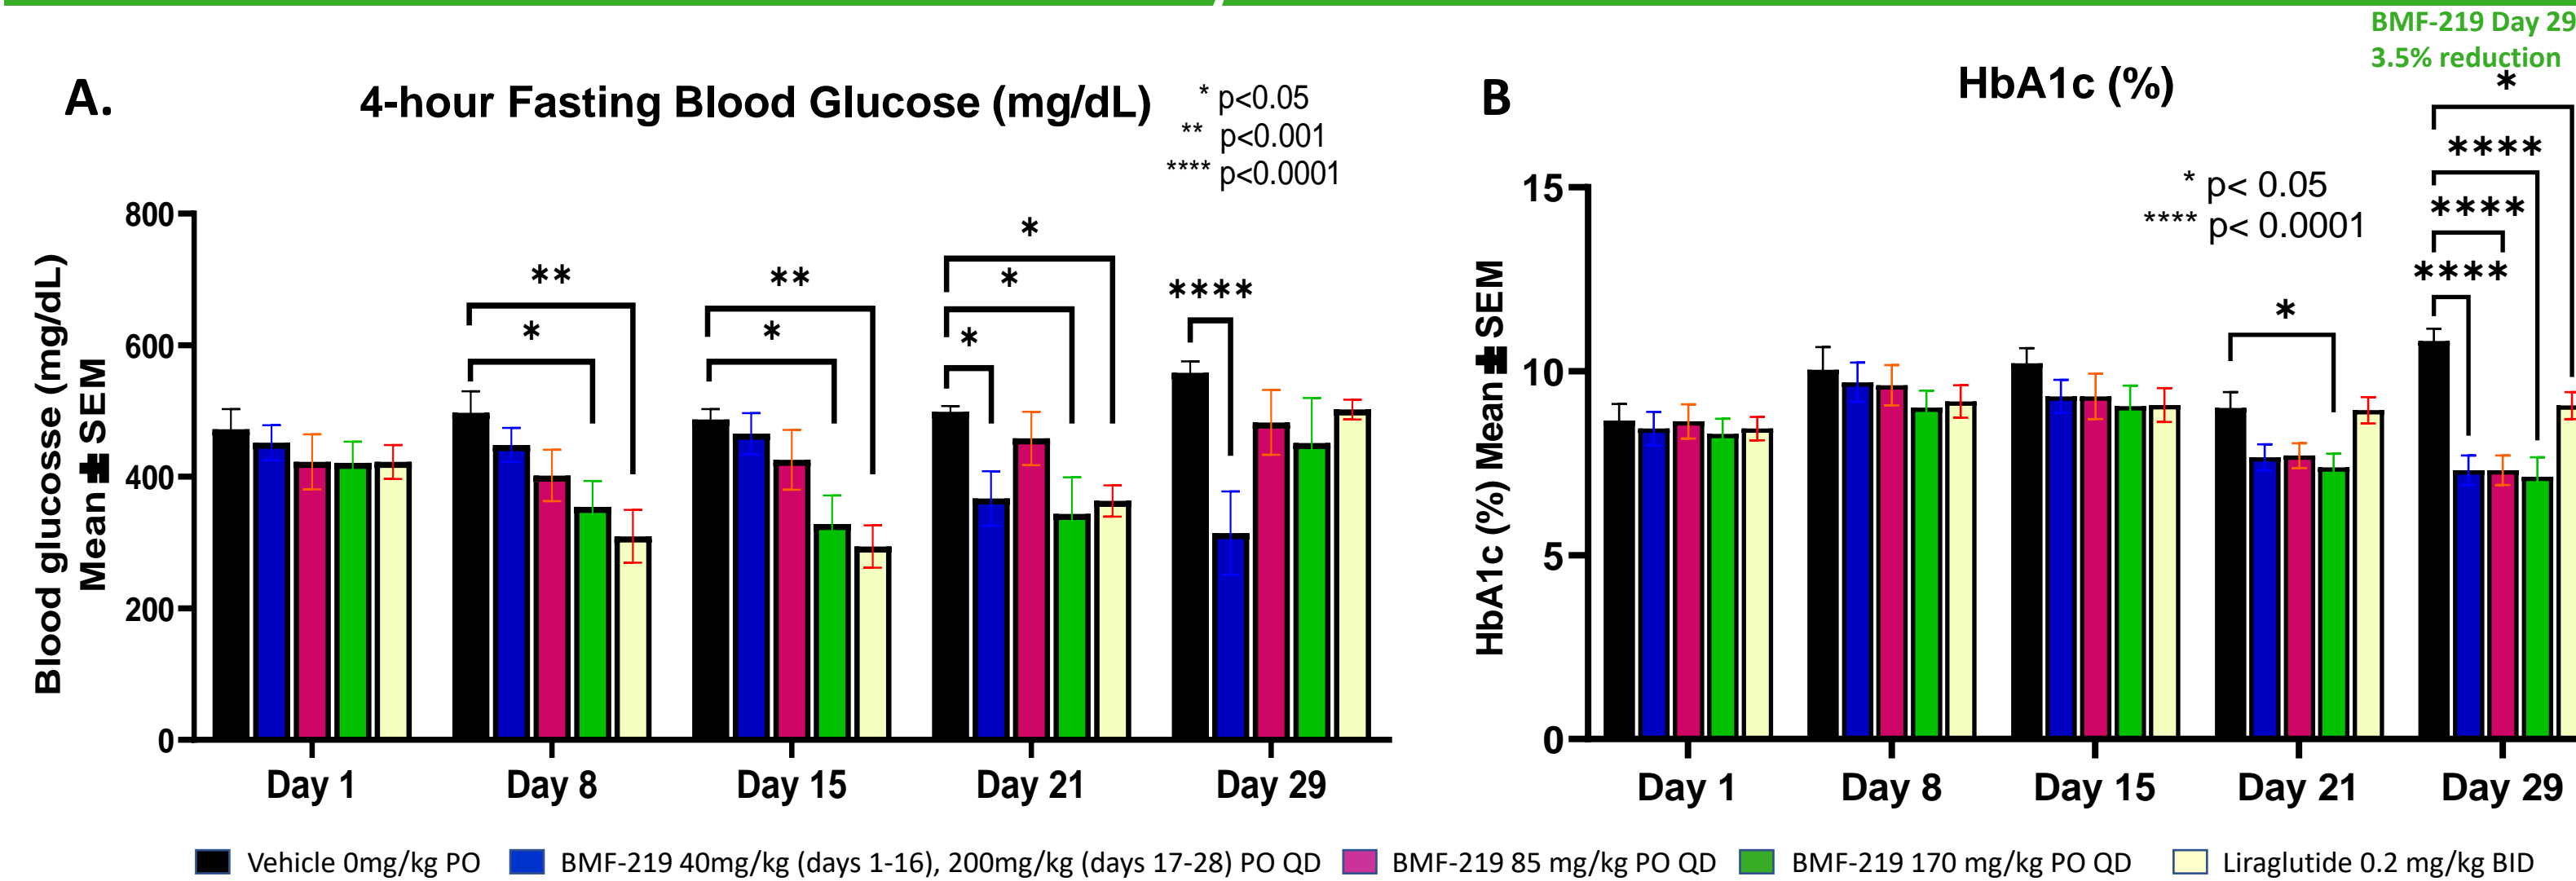 BMF-219 Day 29
3.5% reduction
A.
4-hour Fasting Blood Glucose (mg/dL)
* p<0.05
** p<0.001
**** p<0.0001
Blood glucosse (mg/dL)
Mean ± SEM
800
600
400
200
0
**
*
**
*
*
*
*
****
Day 1
Day 8
Day 15
Day 21
Day 29
B
HbA1c (%)
* p< 0.05
**** p< 0.0001
HbA1c (%) Mean ± SEM
15
10
5
0
*
*
****
****
****
Day 1
Day 8
Day 15
Day 21
Day 29
Vehicle 0mg/kg PO
BMF-219 40mg/kg (days 1-16), 200mg/kg (days 17-28) PO QD
BMF-219 85 mg/kg PO QD
BMF-219 170 mg/kg PO QD
Liraglutide 0.2 mg/kg BID